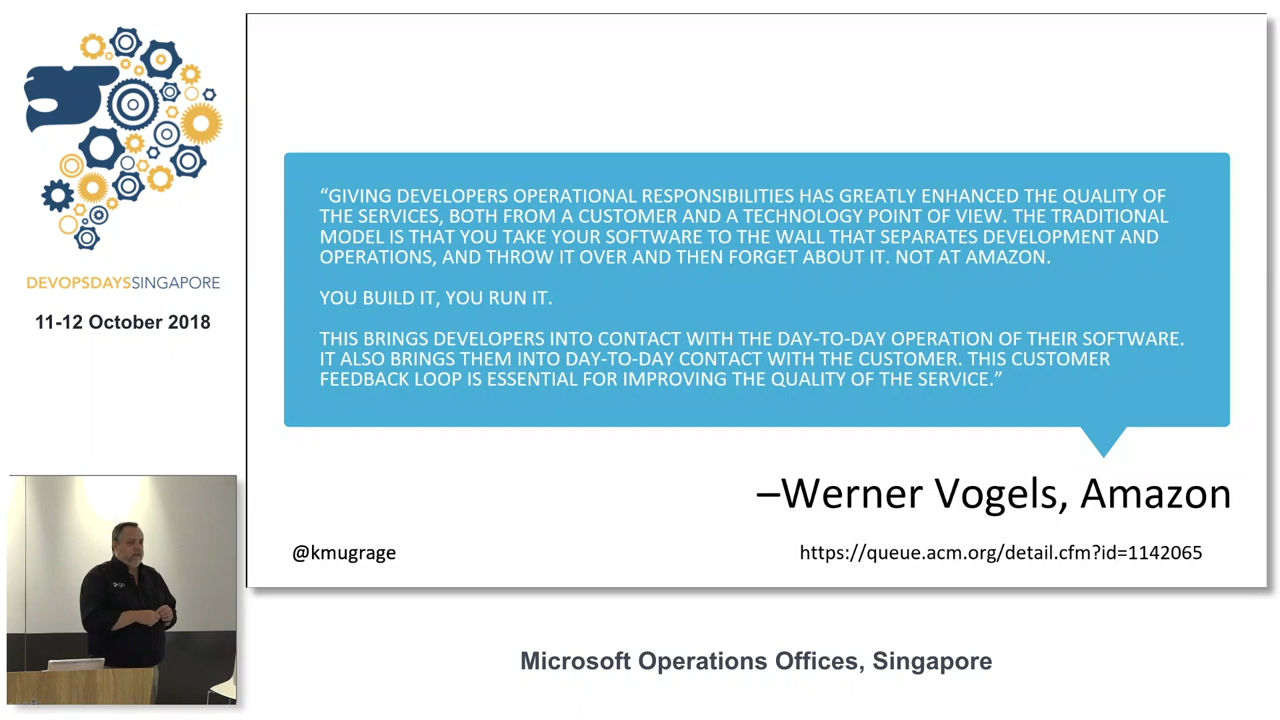 DEVOPSDAYSSINGAPORE
11-12 October 2018
“GIVING DEVELOPERS OPERATIONAL RESPONSIBILITIES HAS GREATLY ENHANCED THE QUALITY OF
THE SERVICES, BOTH FROM A CUSTOMER AND A TECHNOLOGY POINT OF VIEW. THE TRADITIONAL
MODEL IS THAT YOU TAKE YOUR SOFTWARE TO THE WALL THAT SEPARATES DEVELOPMENT AND
OPERATIONS, AND THROW IT OVER AND THEN FORGET ABOUT IT. NOT AT AMAZON.
YOU BUILD IT, YOU RUN IT.
THIS BRINGS DEVELOPERS INTO CONTACT WITH THE DAY-TO-DAY OPERATION OF THEIR SOFTWARE.
IT ALSO BRINGS THEM INTO DAY-TO-DAY CONTACT WITH THE CUSTOMER. THIS CUSTOMER
FEEDBACK LOOP IS ESSENTIAL FOR IMPROVING THE QUALITY OF THE SERVICE.”
–Werner Vogels, Amazon
@kmugrage
https://queue.acm.org/detail.cfm?id=1142065
Microsoft Operations Offices, Singapore